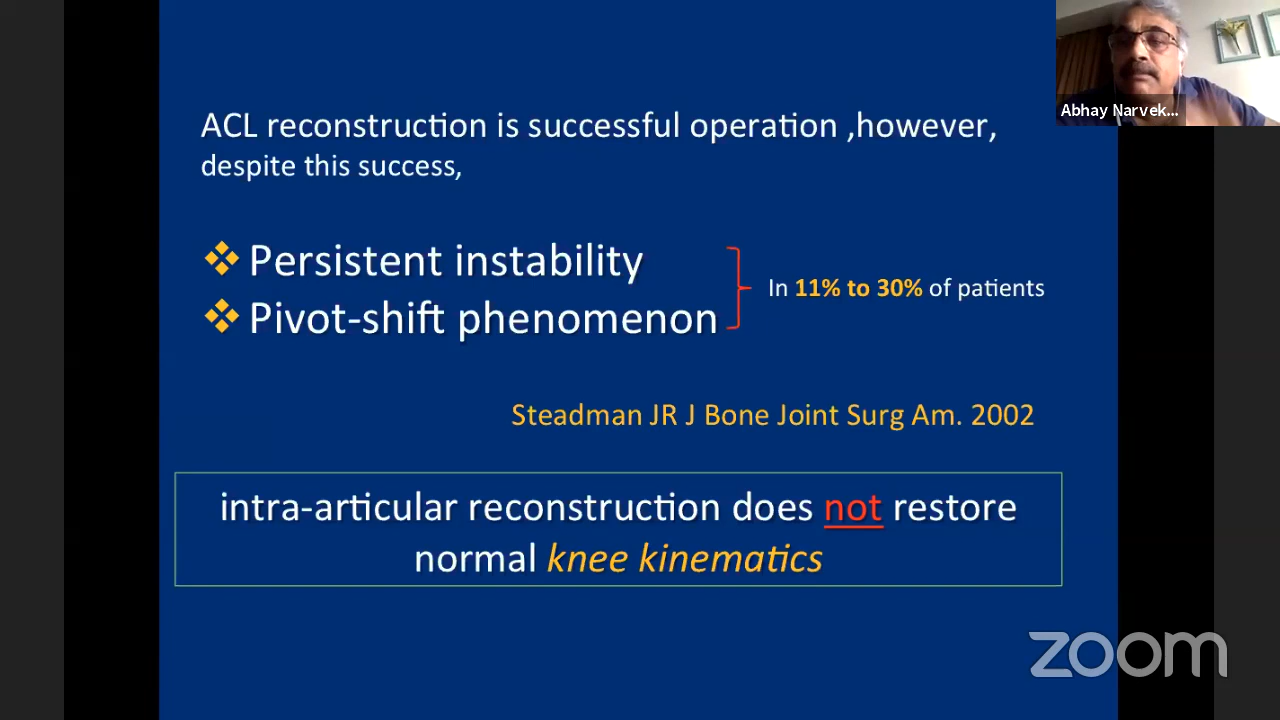 Abhay Narvek...
ACL reconstruction is successful operation ,however,
despite this success,
❖ Persistent instability
❖ Pivot-shift phenomenon
In 11% to 30% of patients
Steadman JR J Bone Joint Surg Am. 2002
intra-articular reconstruction does not restore
normal knee kinematics
zoom